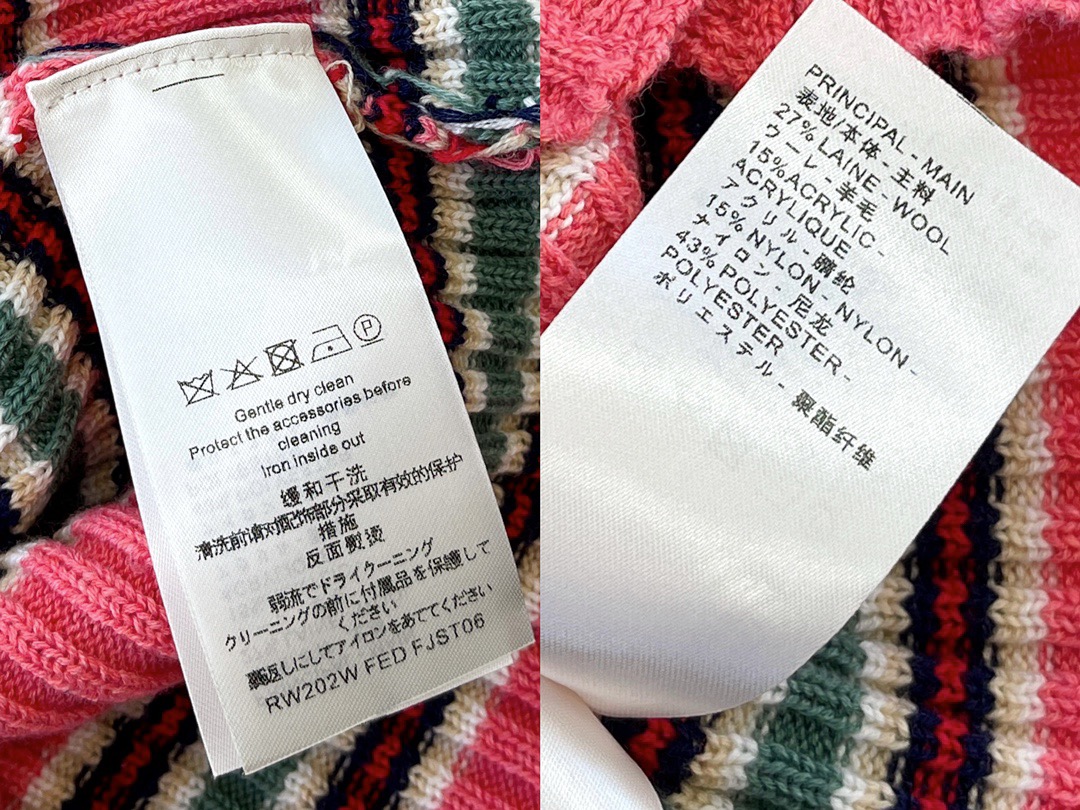 Gentle dry clean
Protect the accessories before
cleaning
Iron inside out
缓和干洗
清洗前请对配饰部分采取有效的保护
措施
反面熨烫
弱流でドライクーニング
クリーニングの前に付属品を保護して
ください
裏返しにしてアイロンをあててください
RW202W FED FJST06
PRINCIPAL - MAIN
表地/本体 - 主料
27% LAINE - WOOL
ウール - 羊毛
15%ACRYLIC -
ACRYLIQUE
アクリル - 腈纶
15% NYLON - NYLON -
ナイロン - 尼龙
43% POLYESTER -
POLYESTER
ポリエステル - 聚酯纤维